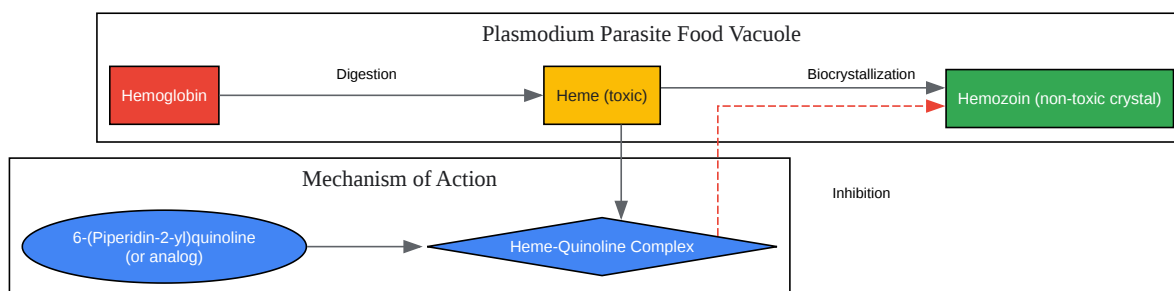 Plasmodium Parasite Food Vacuole
Digestion
Biocrystallization
Hemoglobin
Heme (toxic)
Hemozoin (non-toxic crystal)
Mechanism of Action
Inhibition
6-(Piperidin-2-yl)quinoline
(or analog)
Heme-Quinoline Complex